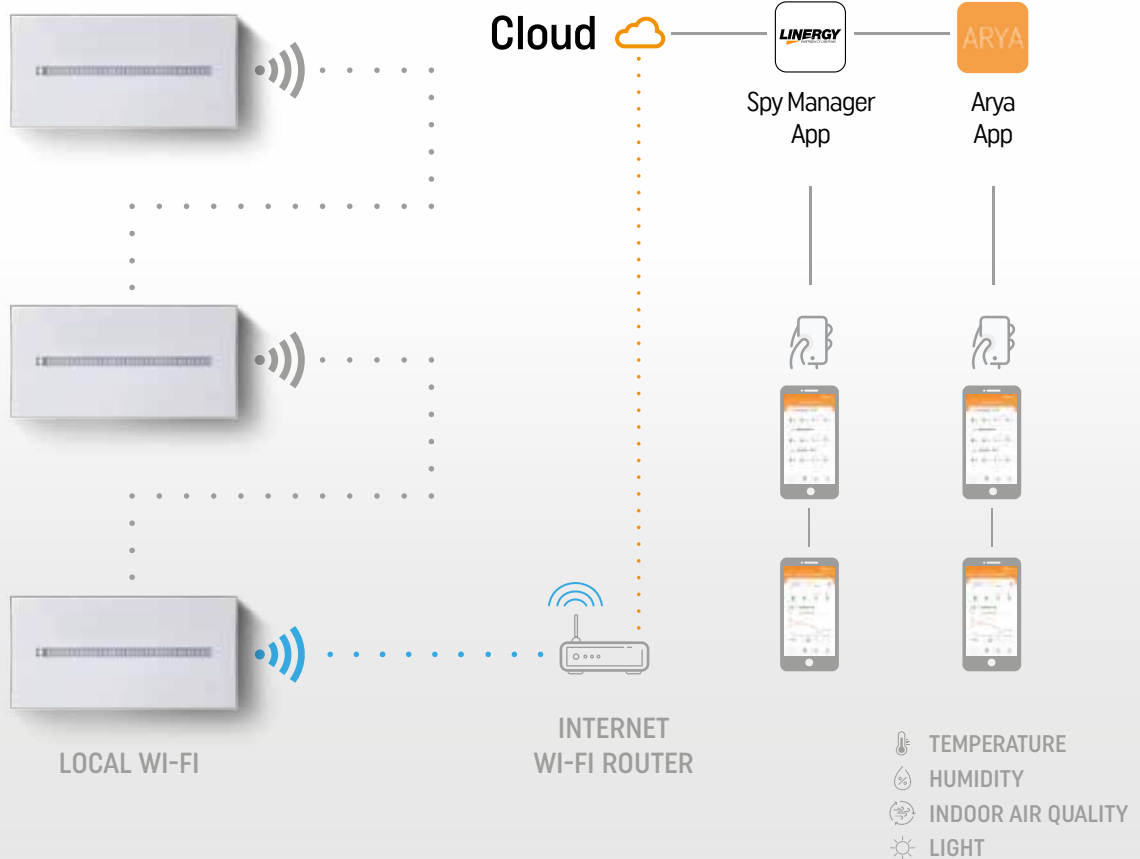 Cloud
LINERGY
ARYA
Spy Manager
App
Arya
App
LOCAL WI-FI
INTERNET
WI-FI ROUTER
TEMPERATURE
HUMIDITY
INDOOR AIR QUALITY
LIGHT